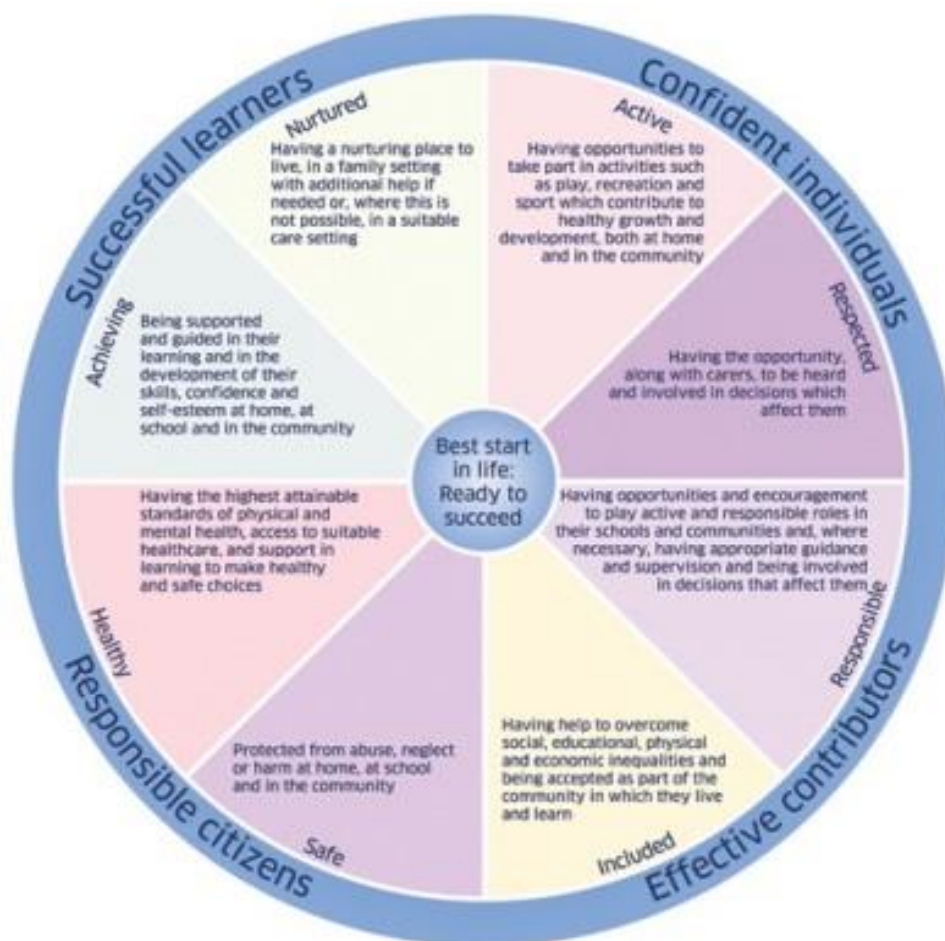 Successful learners
Confident individuals
Nurtured
Having a nurturing place to
live, in a family setting
with additional help if
needed or, where this is
not possible, in a suitable
care setting
Active
Having opportunities to
take part in activities such
as play, recreation and
sport which contribute to
healthy growth and
development, both at home
and in the community
Achieving
Being supported
and guided in their
learning and in the
development of their
skills, confidence and
self-esteem at home, at
school and in the community
Respected
Having the opportunity,
along with carers, to be heard
and involved in decisions which
affect them
Best start
in life:
Ready to
succeed
Having the highest attainable
standards of physical and
mental health, access to suitable
healthcare, and support in
learning to make healthy
and safe choices
Healthy
Having opportunities and encouragement
to play active and responsible roles in
their schools and communities and, where
necessary, having appropriate guidance
and supervision and being involved
in decisions that affect them
Responsible
Protected from abuse, neglect
or harm at home, at school
and in the community
Safe
Having help to overcome
social, educational, physical
and economic inequalities and
being accepted as part of the
community in which they live
and learn
Included
Responsible citizens
Effective contributors